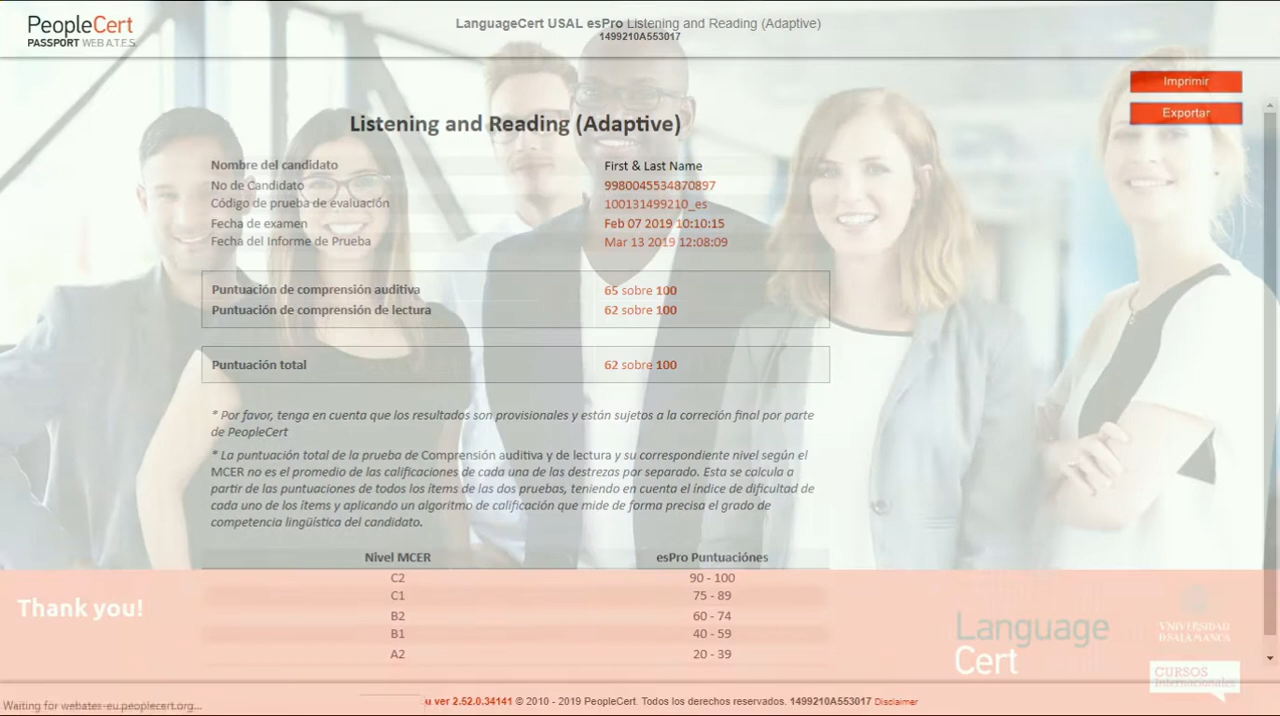 PeopleCert
PASSPORT WEB A.T.E.S.
LanguageCert USAL esPro Listening and Reading (Adaptive)
1499210A553017
Imprimir
Exportar
Listening and Reading (Adaptive)
Nombre del candidato First & Last Name
No de Candidato 9980045534870897
Código de prueba de evaluación 100131499210_es
Fecha de examen Feb 07 2019 10:10:15
Fecha del Informe de Prueba Mar 13 2019 12:08:09
Puntuación de comprensión auditiva 65 sobre 100
Puntuación de comprensión de lectura 62 sobre 100
Puntuación total 62 sobre 100
* Por favor, tenga en cuenta que los resultados son provisionales y están sujetos a la correción final por parte
de PeopleCert
* La puntuación total de la prueba de Comprensión auditiva y de lectura y su correspondiente nivel según el
MCER no es el promedio de las calificaciones de cada una de las destrezas por separado. Esta se calcula a
partir de las puntuaciones de todos los ítems de las dos pruebas, teniendo en cuenta el índice de dificultad de
cada uno de los ítems y aplicando un algoritmo de calificación que mide de forma precisa el grado de
competencia lingüística del candidato.
Nivel MCER esPro Puntuaciónes
C2 90 - 100
C1 75 - 89
B2 60 - 74
B1 40 - 59
A2 20 - 39
Thank you!
Language
Cert
VNIVERSIDAD
D SALAMANCA
CURSOS
Internacionales
Waiting for webates-eu.peoplecert.org...
u ver 2.52.0.34141 © 2010 - 2019 PeopleCert. Todos los derechos reservados. 1499210A553017 Disclaimer